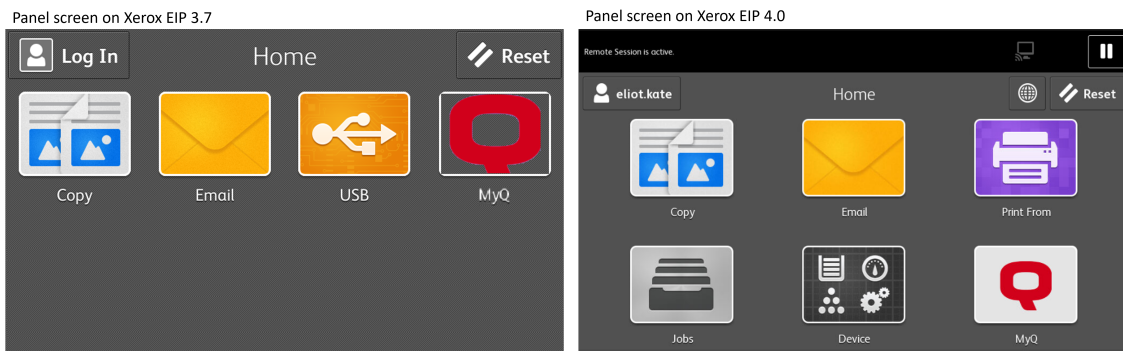 Panel screen on Xerox EIP 3.7
Log In
Home
Reset
Copy
Email
USB
MyQ
Panel screen on Xerox EIP 4.0
Remote Session is active.
eliot.kate
Home
Reset
Copy
Email
Print From
Jobs
Device
MyQ